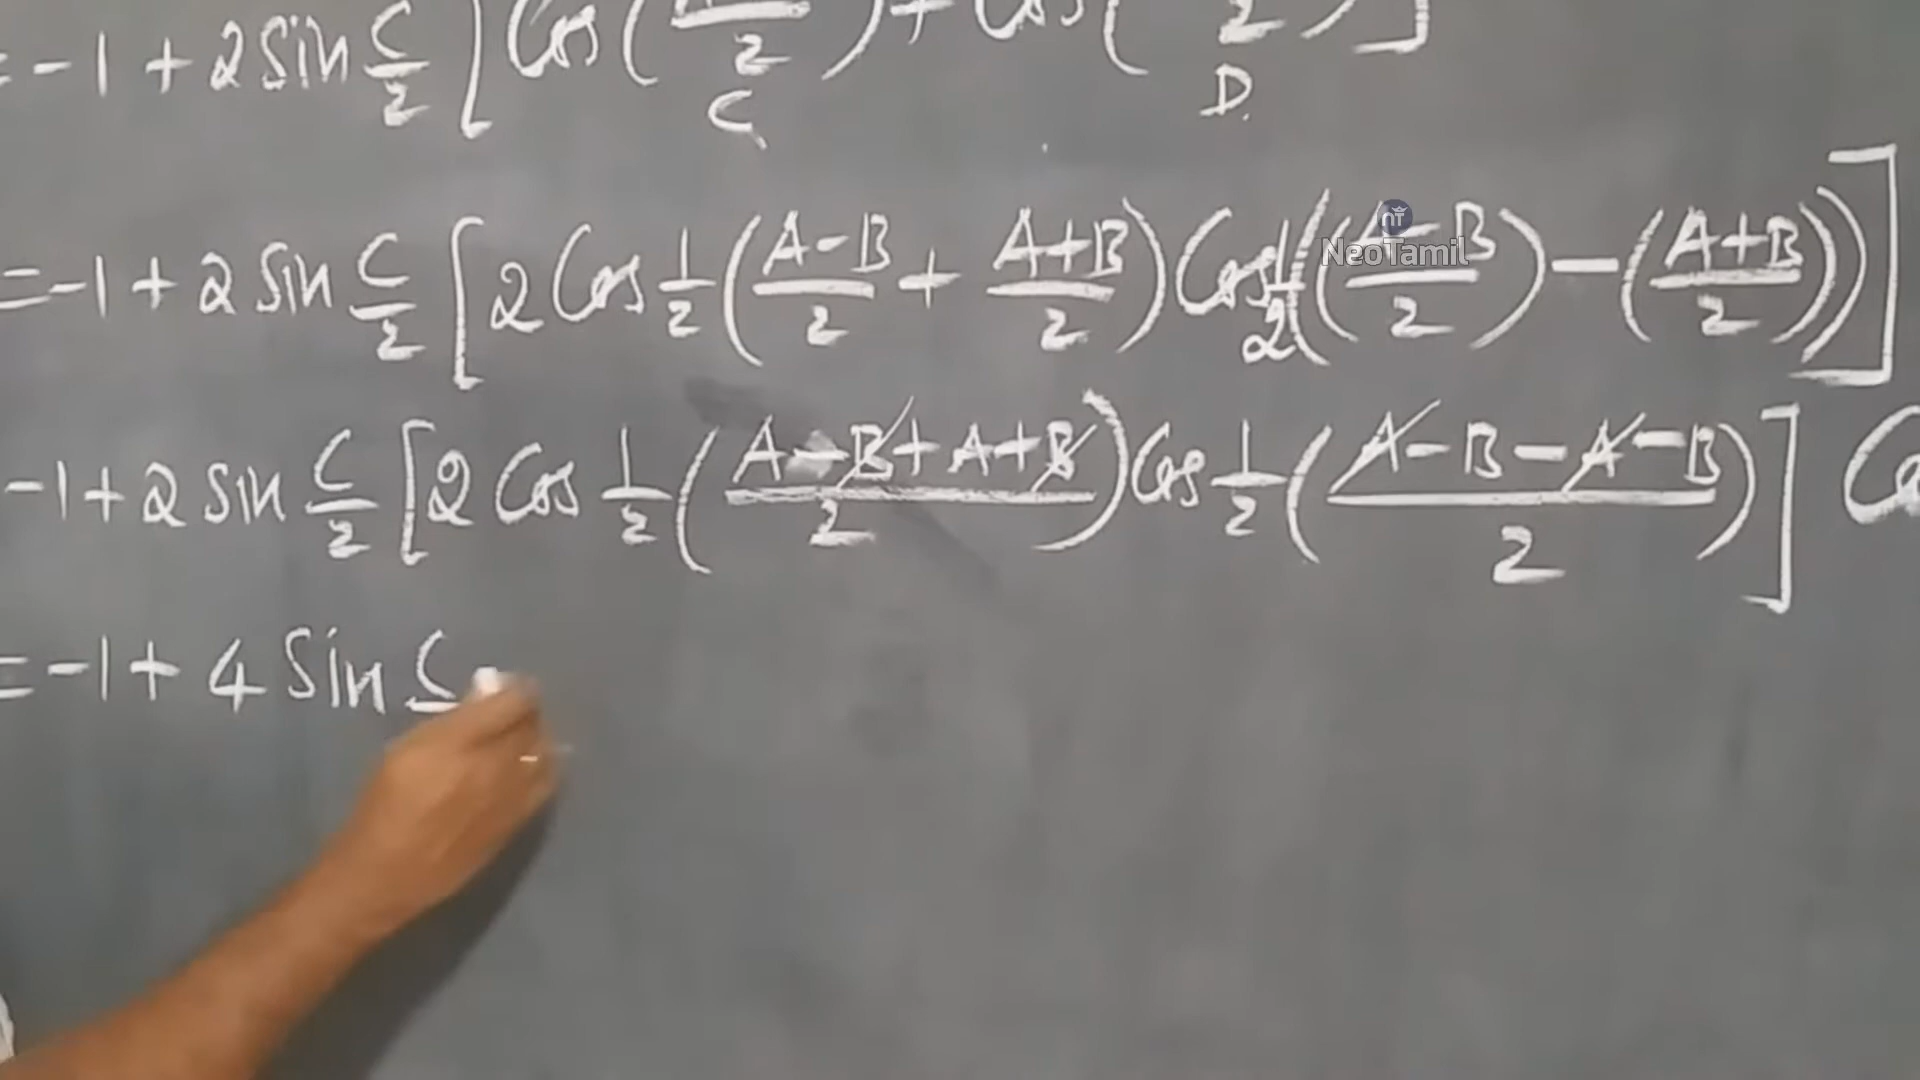 = -1 + 2 Sin C/2 [Cos( /2) + Cos( /2)]
C D.
= -1 + 2 Sin C/2 [2 Cos 1/2 (A-B/2 + A+B/2) Cos 1/2 ((A-B/2) - (A+B/2))]
NT
NeoTamil
-1 + 2 Sin C/2 [2 Cos 1/2 (A-B+A+B/2) Cos 1/2 (A-B-A-B/2)]
= -1 + 4 Sin C